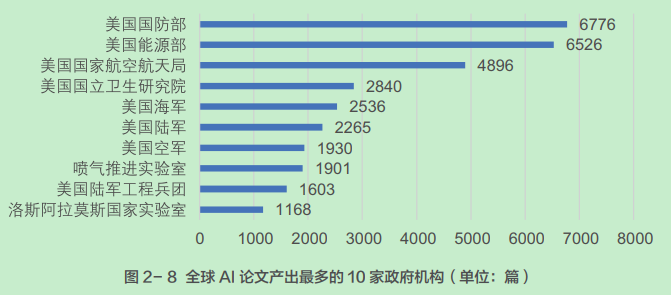 美国国防部 6776
美国能源部 6526
美国国家航空航天局 4896
美国国立卫生研究院 2840
美国海军 2536
美国陆军 2265
美国空军 1930
喷气推进实验室 1901
美国陆军工程兵团 1603
洛斯阿拉莫斯国家实验室 1168
0 1000 2000 3000 4000 5000 6000 7000 8000
图 2-8 全球 AI 论文产出最多的 10 家政府机构（单位：篇）